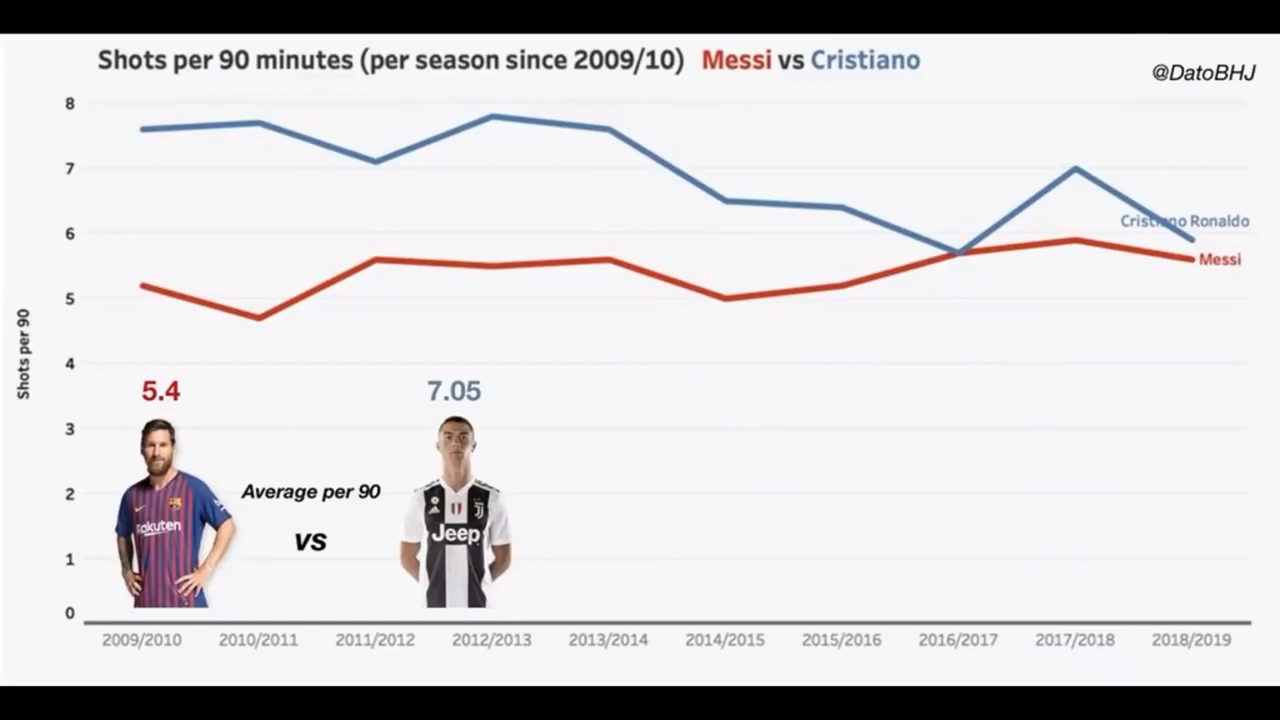 Shots per 90 minutes (per season since 2009/10) Messi vs Cristiano
@DatoBHJ
8
7
6
5
4
3
2
1
0
Shots per 90
Cristiano Ronaldo
Messi
5.4
7.05
Average per 90
vs
Rakuten
Jeep
2009/2010 2010/2011 2011/2012 2012/2013 2013/2014 2014/2015 2015/2016 2016/2017 2017/2018 2018/2019